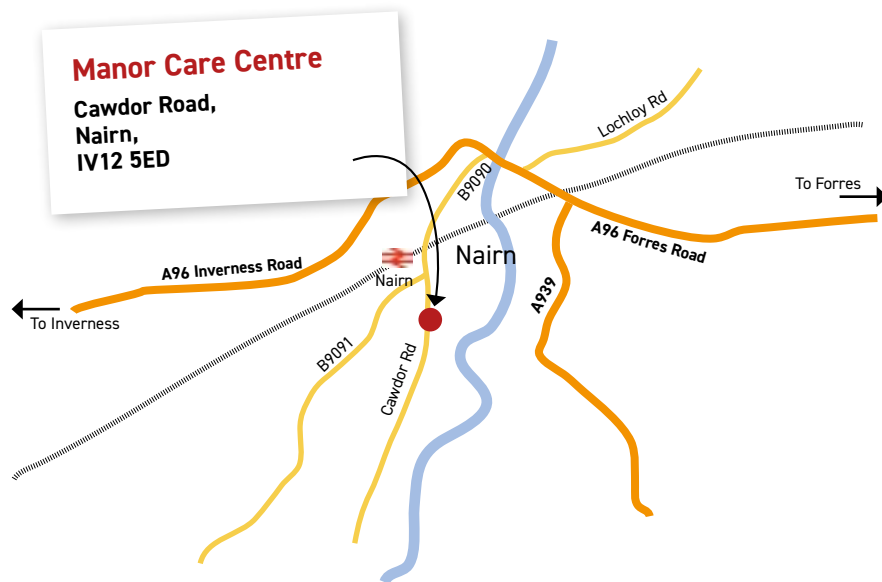 Manor Care Centre
Cawdor Road,
Nairn,
IV12 5ED
Lochloy Rd
B9090
To Forres
A96 Forres Road
Nairn
A96 Inverness Road
Nairn
A939
To Inverness
B9091
Cawdor Rd